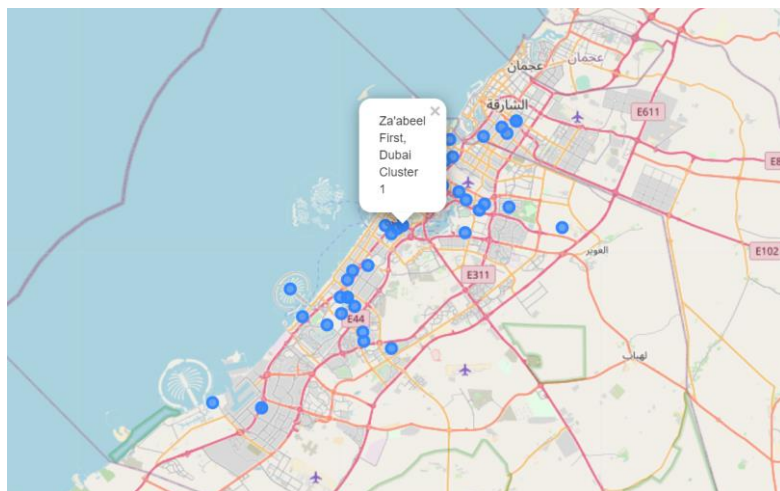 عجمان
عجمان
الشارقة
E611
×
Za'abeel
First,
Dubai
Cluster
1
E8
E102
العوير
E311
E44
لهباب